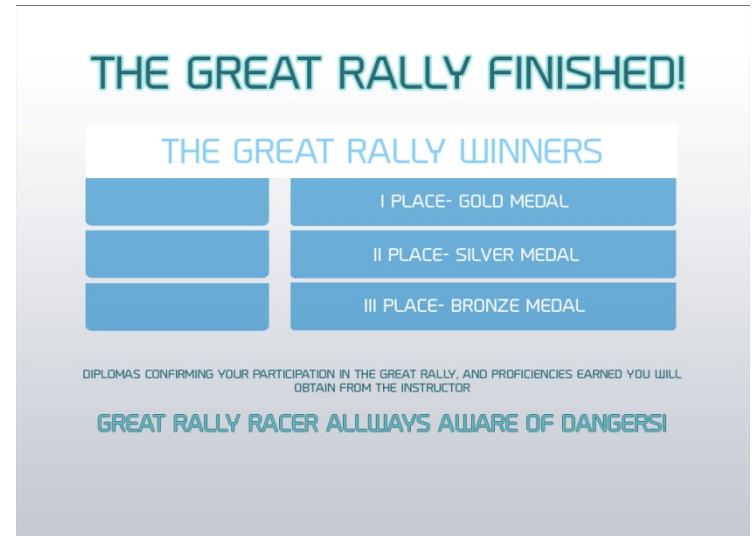 THE GREAT RALLY FINISHED!
THE GREAT RALLY WINNERS
I PLACE- GOLD MEDAL
II PLACE- SILVER MEDAL
III PLACE- BRONZE MEDAL
DIPLOMAS CONFIRMING YOUR PARTICIPATION IN THE GREAT RALLY, AND PROFICIENCIES EARNED YOU WILL
OBTAIN FROM THE INSTRUCTOR
GREAT RALLY RACER ALLWAYS AWARE OF DANGERS!